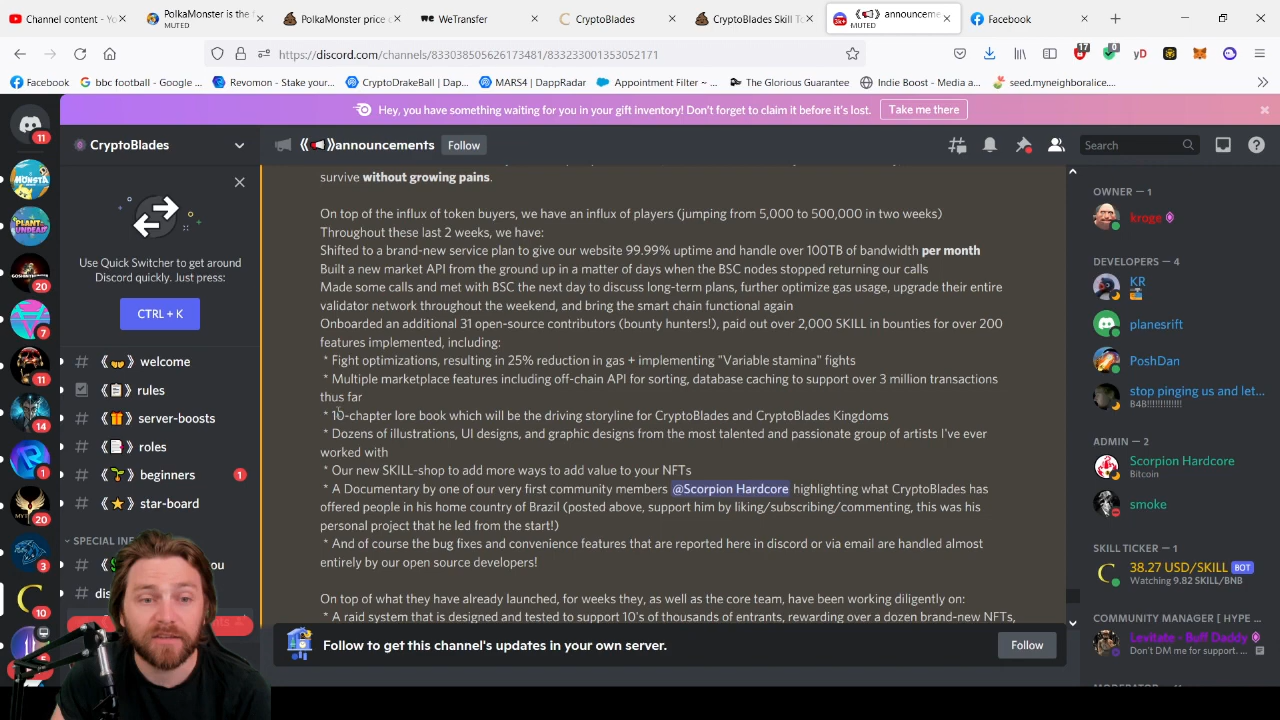 Channel content - Yo
PolkaMonster is the f
MUTED
PolkaMonster price c
WeTransfer
CryptoBlades
CryptoBlades Skill T
announceme
MUTED
Facebook
https://discord.com/channels/833038505626173481/833233001353052171
17
0
yD
Facebook
bbc football - Google ...
Revomon - Stake your...
CryptoDrakeBall | Dap...
MARS4 | DappRadar
Appointment Filter ~ ...
The Glorious Guarantee
Indie Boost - Media a...
seed.myneighboralice....
Hey, you have something waiting for you in your gift inventory! Don't forget to claim it before it's lost.
Take me there
11
CryptoBlades
announcements
Follow
Search
Use Quick Switcher to get around
Discord quickly. Just press:
CTRL + K
welcome
rules
server-boosts
roles
beginners
1
star-board
SPECIAL INF
ou
dis
20
7
11
14
1
20
3
10
survive without growing pains.
On top of the influx of token buyers, we have an influx of players (jumping from 5,000 to 500,000 in two weeks)
Throughout these last 2 weeks, we have:
Shifted to a brand-new service plan to give our website 99.99% uptime and handle over 100TB of bandwidth per month
Built a new market API from the ground up in a matter of days when the BSC nodes stopped returning our calls
Made some calls and met with BSC the next day to discuss long-term plans, further optimize gas usage, upgrade their entire
validator network throughout the weekend, and bring the smart chain functional again
Onboarded an additional 31 open-source contributors (bounty hunters!), paid out over 2,000 SKILL in bounties for over 200
features implemented, including:
* Fight optimizations, resulting in 25% reduction in gas + implementing "Variable stamina" fights
* Multiple marketplace features including off-chain API for sorting, database caching to support over 3 million transactions
thus far
* 10-chapter lore book which will be the driving storyline for CryptoBlades and CryptoBlades Kingdoms
* Dozens of illustrations, UI designs, and graphic designs from the most talented and passionate group of artists I've ever
worked with
* Our new SKILL-shop to add more ways to add value to your NFTs
* A Documentary by one of our very first community members @Scorpion Hardcore highlighting what CryptoBlades has
offered people in his home country of Brazil (posted above, support him by liking/subscribing/commenting, this was his
personal project that he led from the start!)
* And of course the bug fixes and convenience features that are reported here in discord or via email are handled almost
entirely by our open source developers!
On top of what they have already launched, for weeks they, as well as the core team, have been working diligently on:
* A raid system that is designed and tested to support 10's of thousands of entrants, rewarding over a dozen brand-new NFTs,
Follow to get this channel's updates in your own server.
Follow
OWNER — 1
kroge
DEVELOPERS — 4
KR
planesrift
PoshDan
stop pinging us and let...
B4B!!!!!!!!!!!!!
ADMIN — 2
Scorpion Hardcore
Bitcoin
smoke
SKILL TICKER — 1
38.27 USD/SKILL BOT
Watching 9.82 SKILL/BNB
COMMUNITY MANAGER [ HYPE ...
Levitate - Buff Daddy
Don't DM me for support. ...